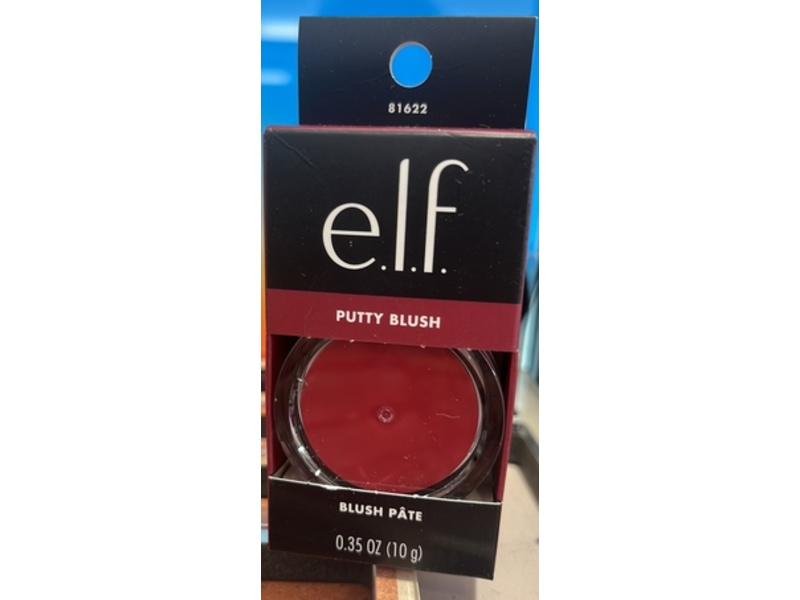 81622
e.l.f.
PUTTY BLUSH
BLUSH PÂTE
0.35 OZ (10 g)